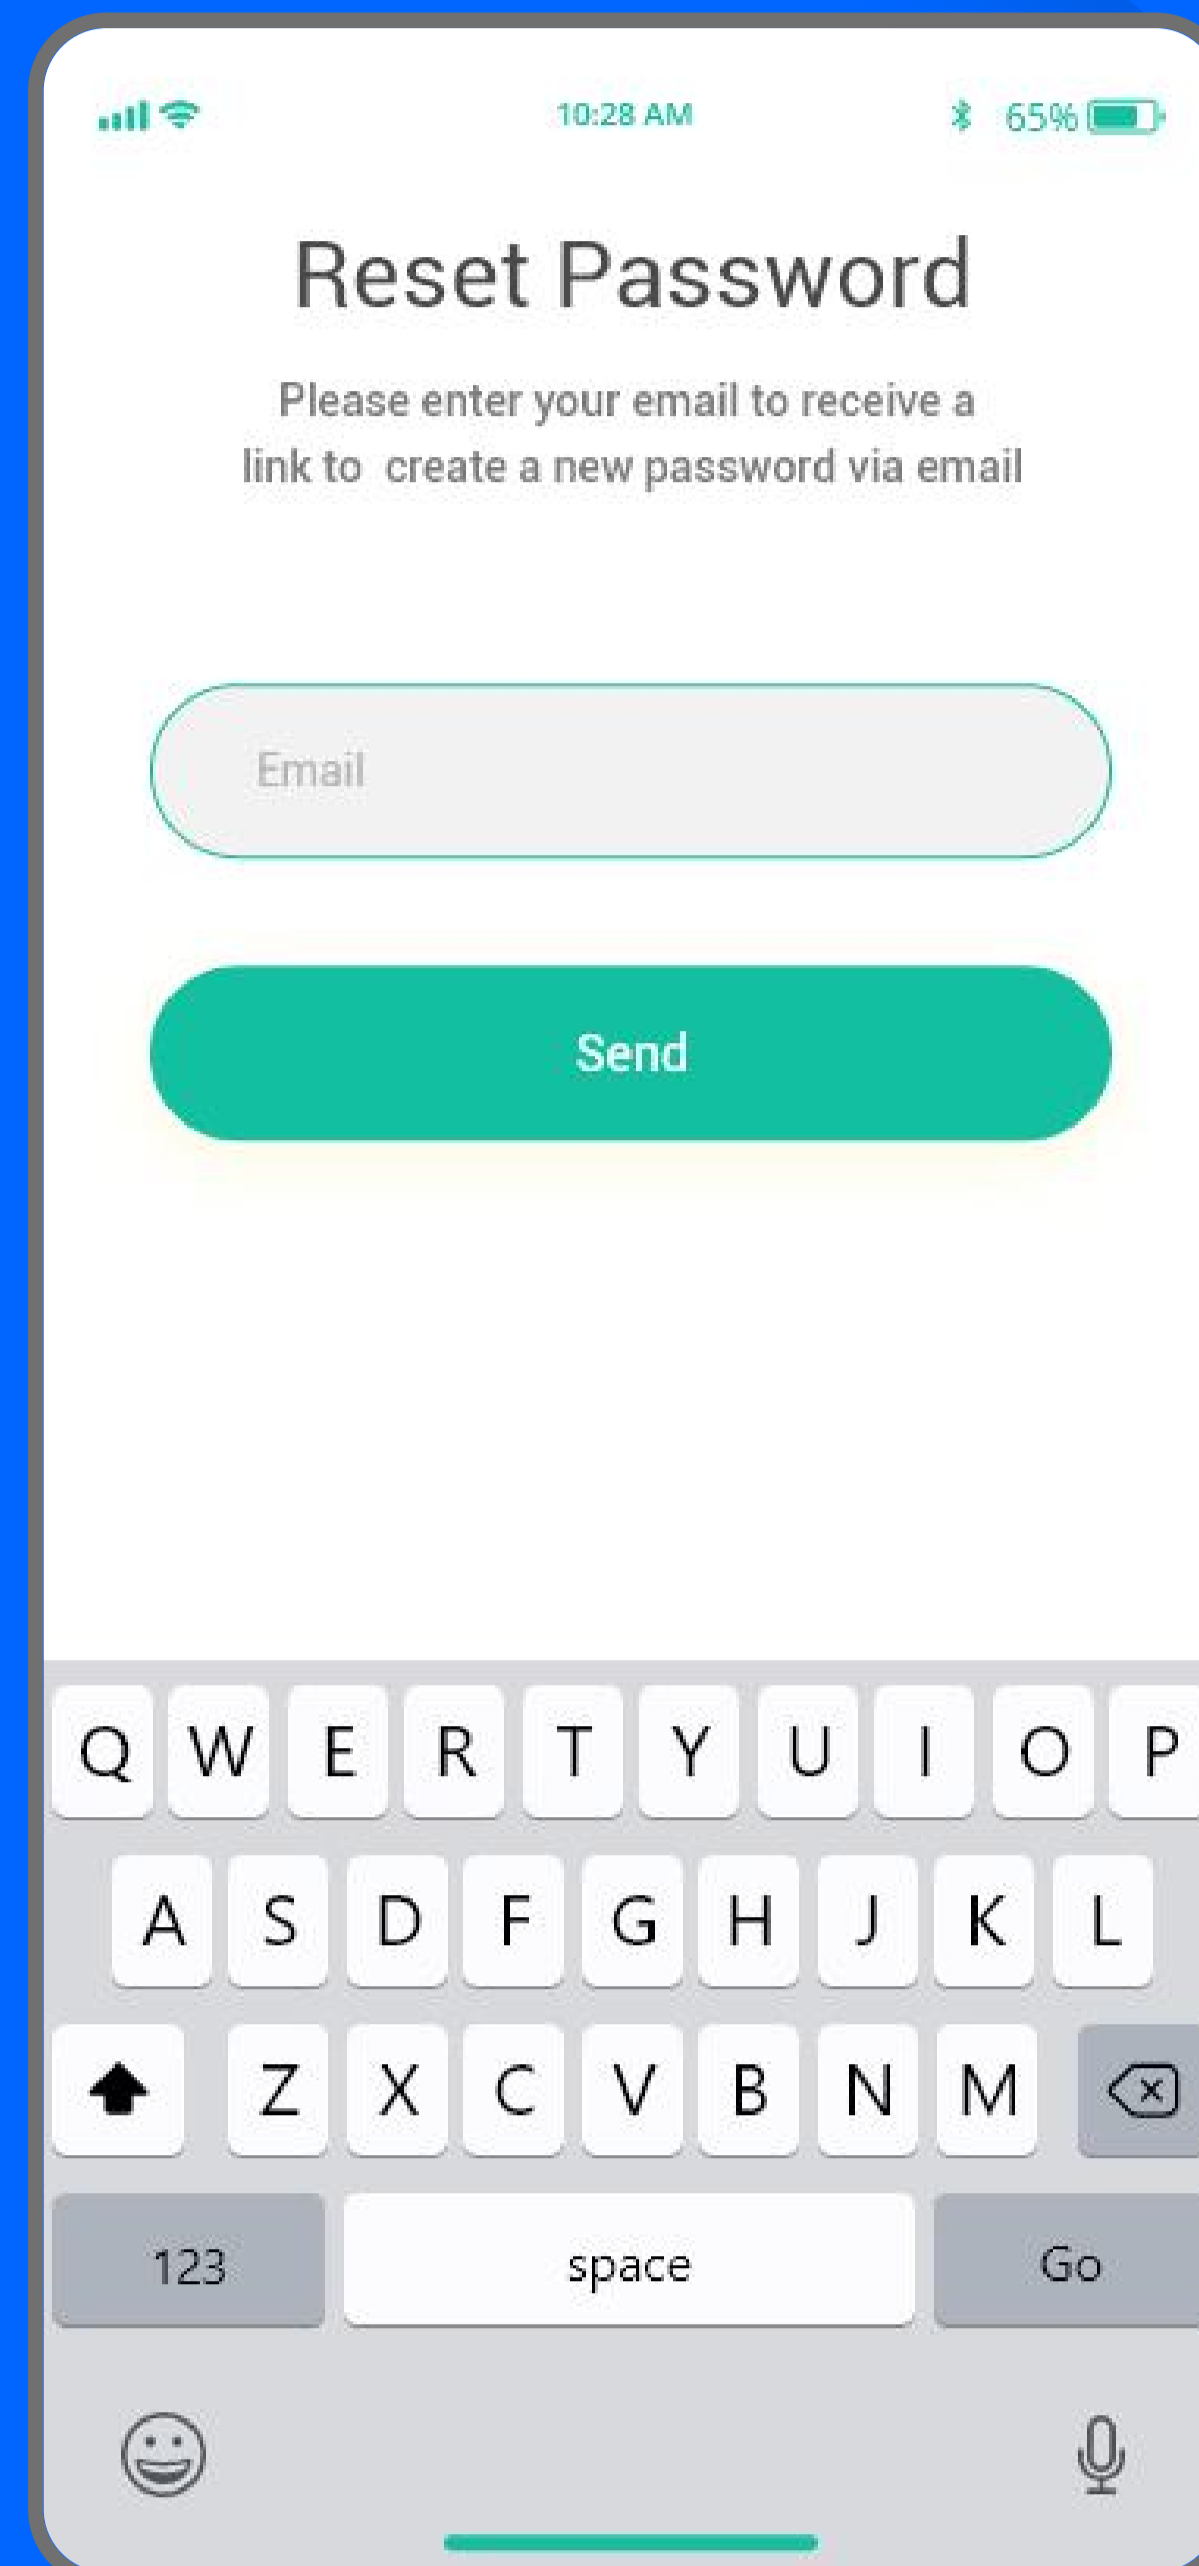 10:28 AM 65%
Reset Password
Please enter your email to receive a
link to  create a new password via email
Email
Send
Q W E R T Y U I O P
A S D F G H J K L
Z X C V B N M
123 space Go